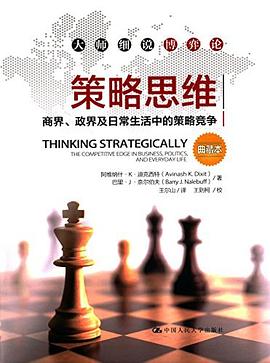 大师细说博弈论
策略思维
商界、政界及日常生活中的策略竞争
THINKING STRATEGICALLY
THE COMPETITIVE EDGE IN BUSINESS, POLITICS,
AND EVERYDAY LIFE
典藏本
阿维纳什·K·迪克西特（Avinash K. Dixit）
巴里·J·奈尔伯夫（Barry J. Nalebuff） 著
王尔山 / 译 王则柯 / 校
中国人民大学出版社